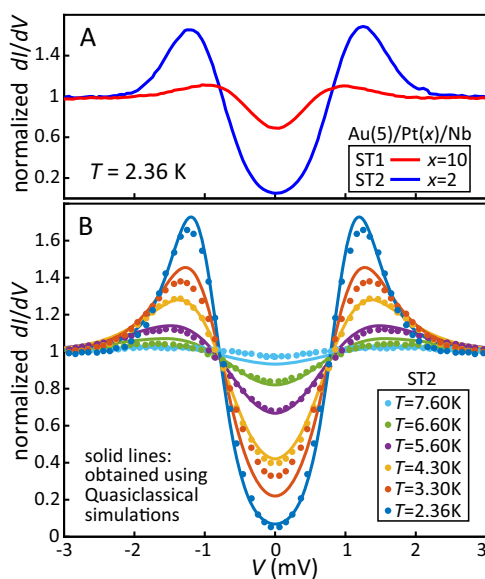 A
normalized dI/dV
1.4
1
0.6
0.2
T = 2.36 K
Au(5)/Pt(x)/Nb
ST1 x=10
ST2 x=2
B
normalized dI/dV
1.6
1.4
1.2
1
0.8
0.6
0.4
0.2
0
solid lines:
obtained using
Quasiclassical
simulations
ST2
T=7.60K
T=6.60K
T=5.60K
T=4.30K
T=3.30K
T=2.36K
-3 -2 -1 0 1 2 3
V (mV)